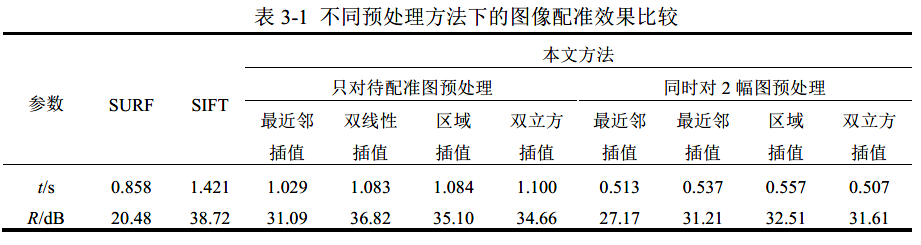 表 3-1 不同预处理方法下的图像配准效果比较
本文方法
只对待配准图预处理 同时对 2 幅图预处理
参数 SURF SIFT
最近邻 双线性 区域 双立方 最近邻 最近邻 区域 双立方
插值 插值 插值 插值 插值 插值 插值 插值
t/s 0.858 1.421 1.029 1.083 1.084 1.100 0.513 0.537 0.557 0.507
R/dB 20.48 38.72 31.09 36.82 35.10 34.66 27.17 31.21 32.51 31.61